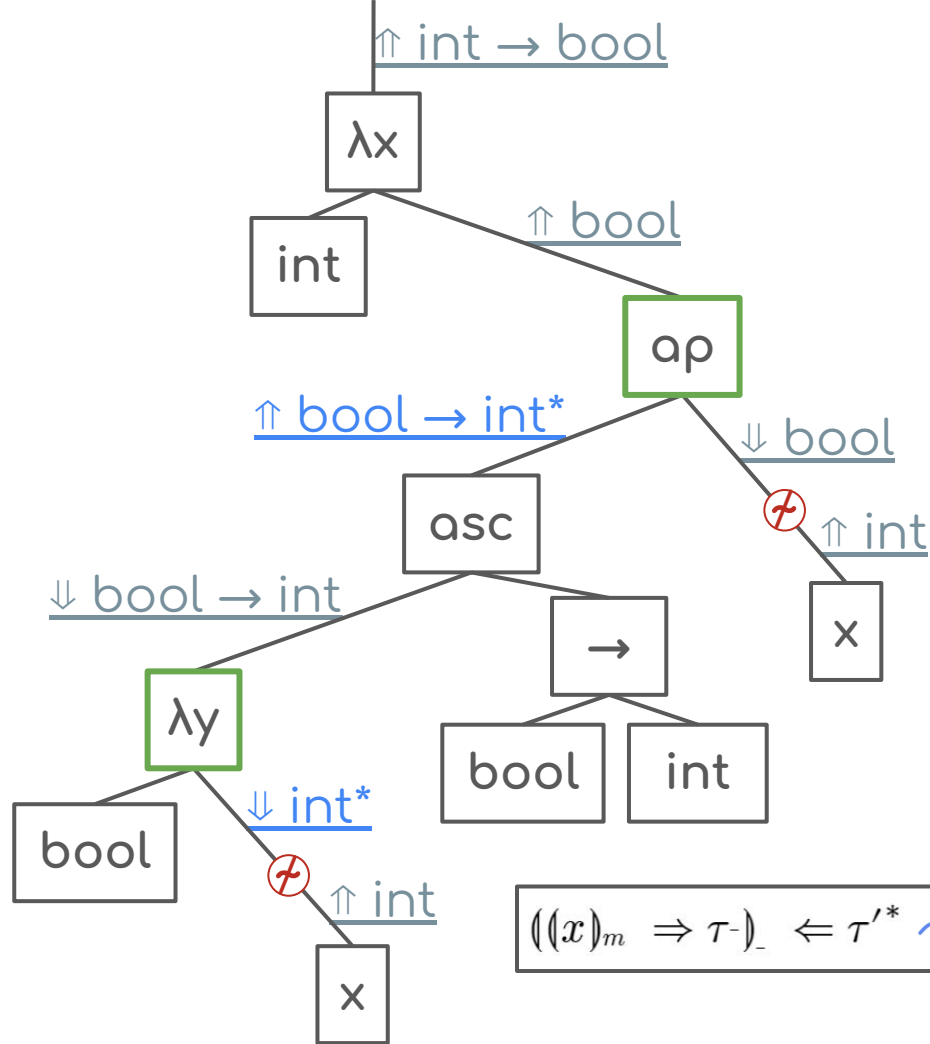 ⇑ int → bool
λx
int
⇑ bool
ap
⇑ bool → int*
⇓ bool
≁
⇑ int
asc
x
⇓ bool → int
→
λy
bool
int
⇓ int*
bool
≁
⇑ int
x
⦇⦇x⦈ₘ ⇒ τ-⦈_ ⇐ τ′*